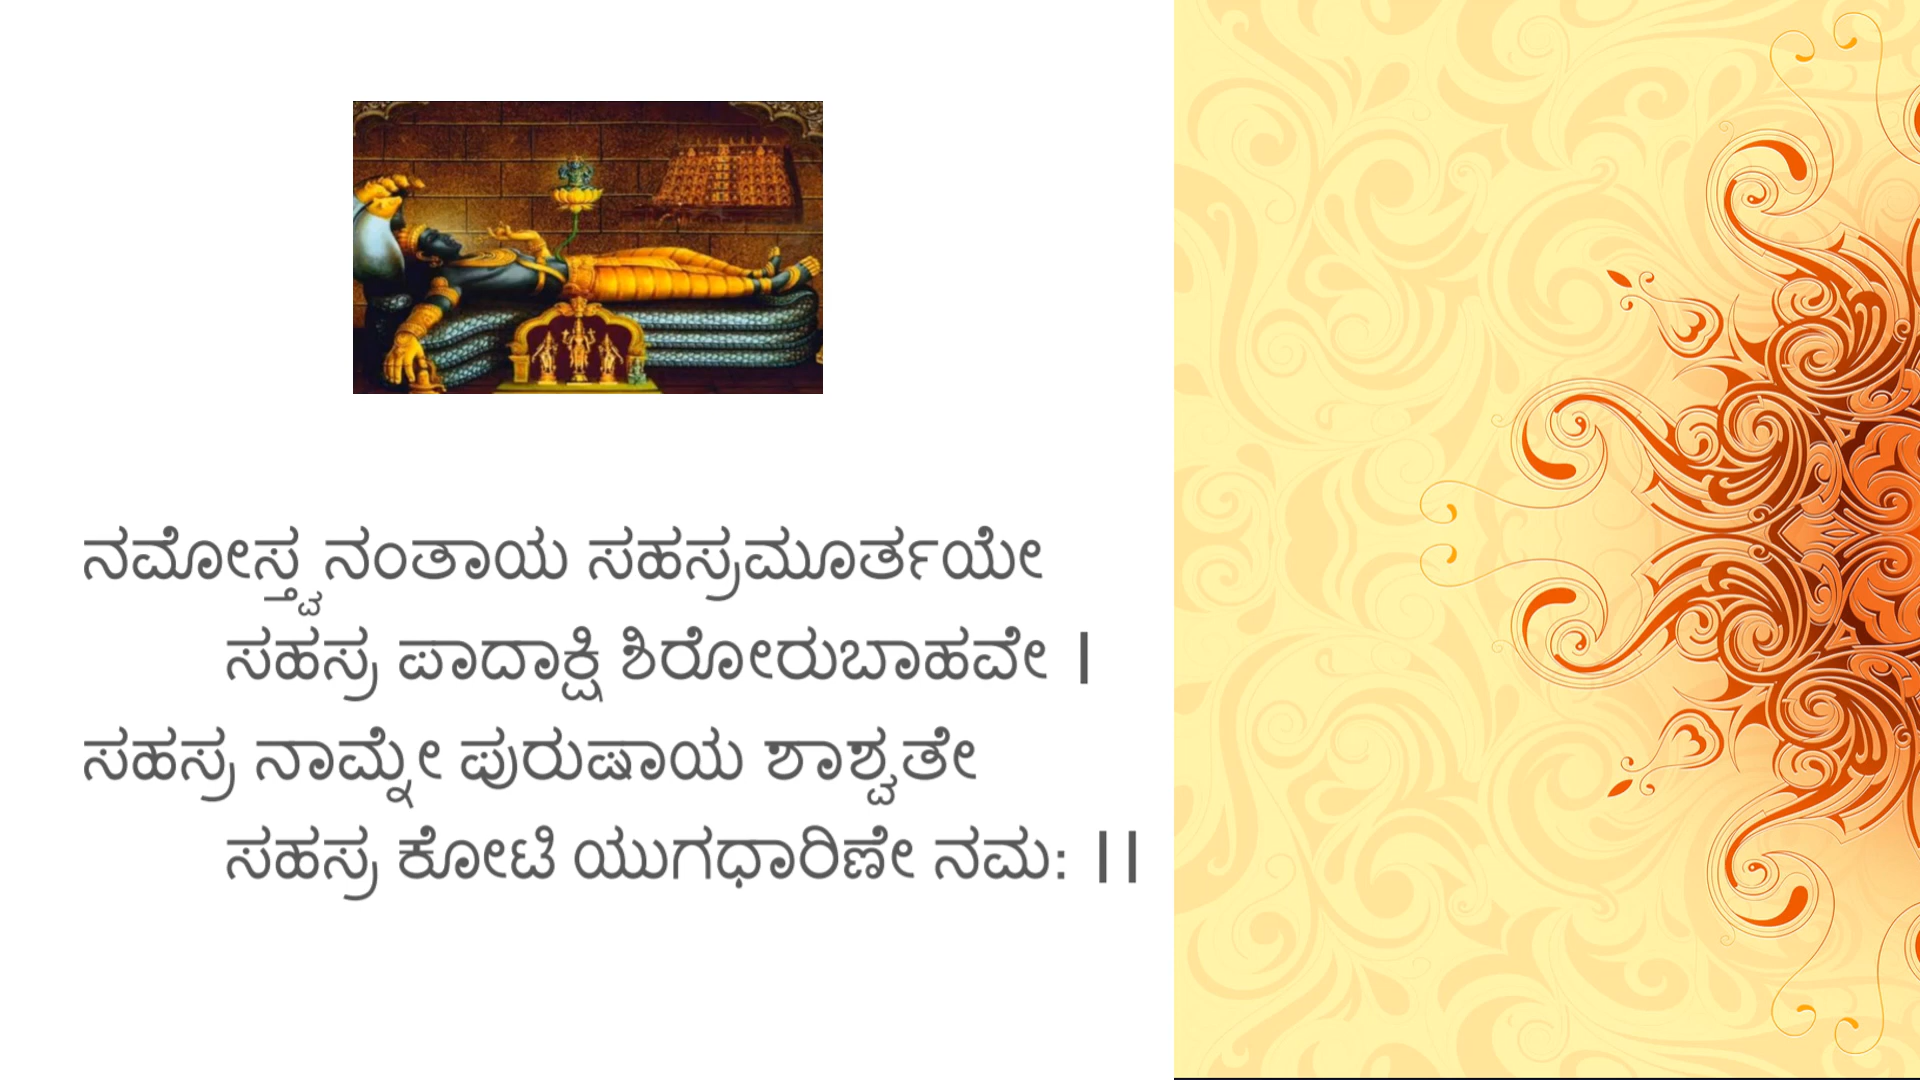 ನಮೋಸ್ತ್ವನಂತಾಯ ಸಹಸ್ರಮೂರ್ತಯೇ
ಸಹಸ್ರ ಪಾದಾಕ್ಷಿ ಶಿರೋರುಬಾಹವೇ |
ಸಹಸ್ರ ನಾಮ್ನೇ ಪುರುಷಾಯ ಶಾಶ್ವತೇ
ಸಹಸ್ರ ಕೋಟಿ ಯುಗಧಾರಿಣೇ ನಮ: ||